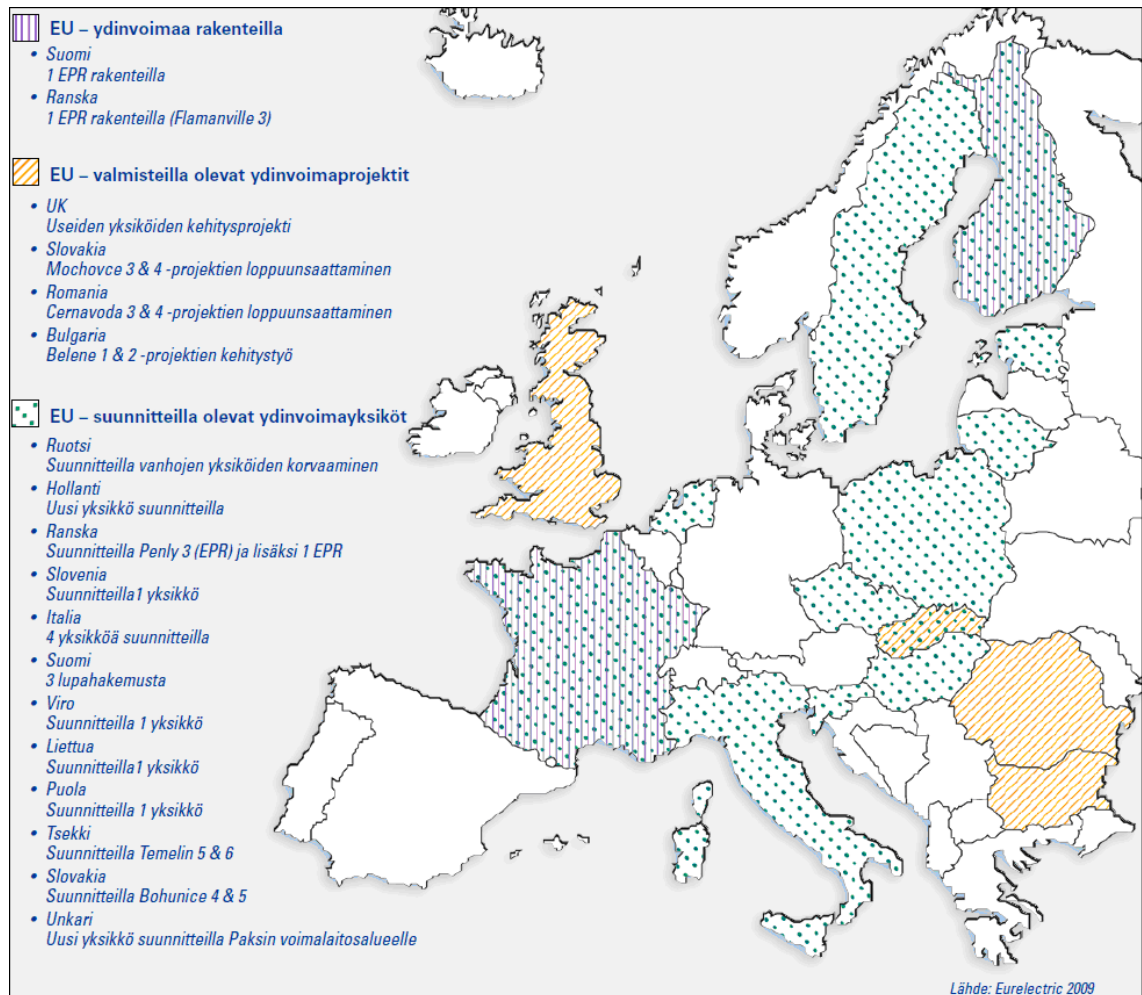 EU – ydinvoimaa rakenteilla
• Suomi
1 EPR rakenteilla
• Ranska
1 EPR rakenteilla (Flamanville 3)
EU – valmisteilla olevat ydinvoimaprojektit
• UK
Useiden yksiköiden kehitysprojekti
• Slovakia
Mochovce 3 & 4 -projektien loppuunsaattaminen
• Romania
Cernavoda 3 & 4 -projektien loppuunsaattaminen
• Bulgaria
Belene 1 & 2 -projektien kehitystyö
EU – suunnitteilla olevat ydinvoimayksiköt
• Ruotsi
Suunnitteilla vanhojen yksiköiden korvaaminen
• Hollanti
Uusi yksikkö suunnitteilla
• Ranska
Suunnitteilla Penly 3 (EPR) ja lisäksi 1 EPR
• Slovenia
Suunnitteilla1 yksikkö
• Italia
4 yksikköä suunnitteilla
• Suomi
3 lupahakemusta
• Viro
Suunnitteilla 1 yksikkö
• Liettua
Suunnitteilla1 yksikkö
• Puola
Suunnitteilla 1 yksikkö
• Tsekki
Suunnitteilla Temelin 5 & 6
• Slovakia
Suunnitteilla Bohunice 4 & 5
• Unkari
Uusi yksikkö suunnitteilla Paksin voimalaitosalueelle
Lähde: Eurelectric 2009